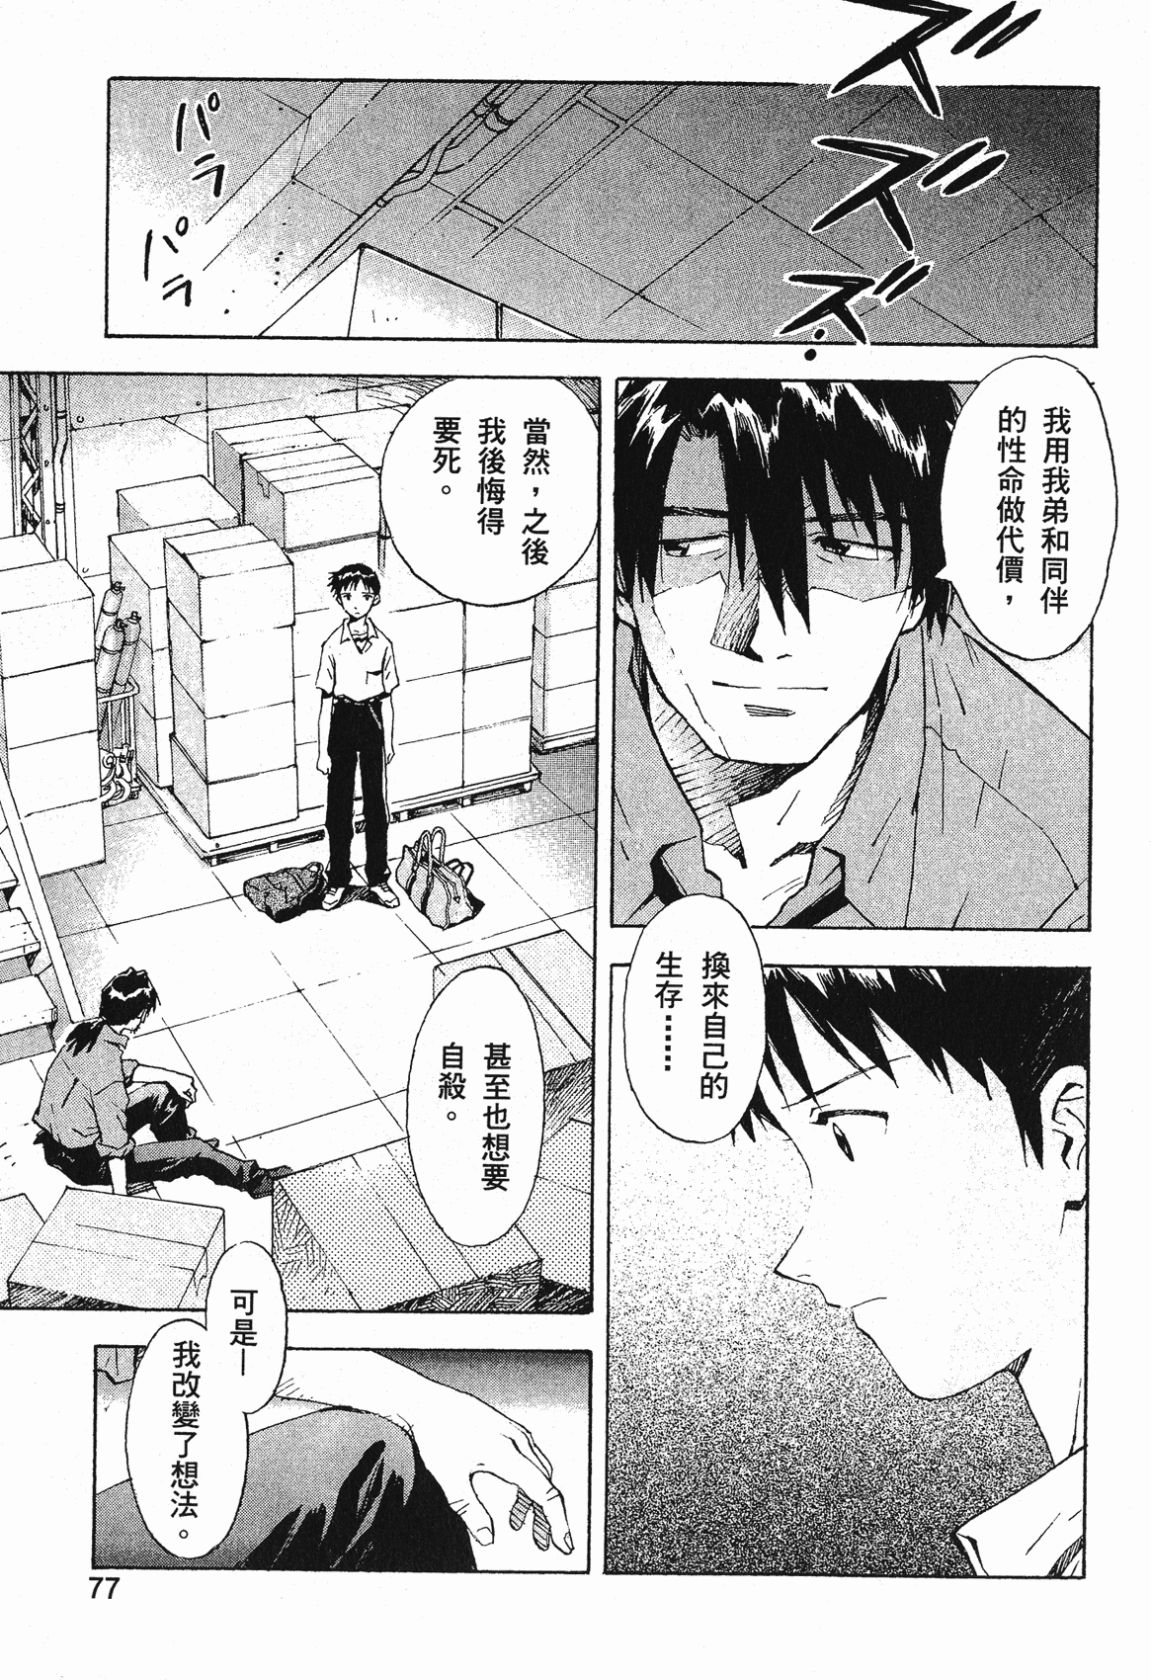 ズズズ…
パラ
パラ
我用我弟和同伴
的性命做代價，
換來自己的
生存……
當然，之後
我後悔得
要死。
甚至也想要
自殺。
可是—
我改變了想法。
77